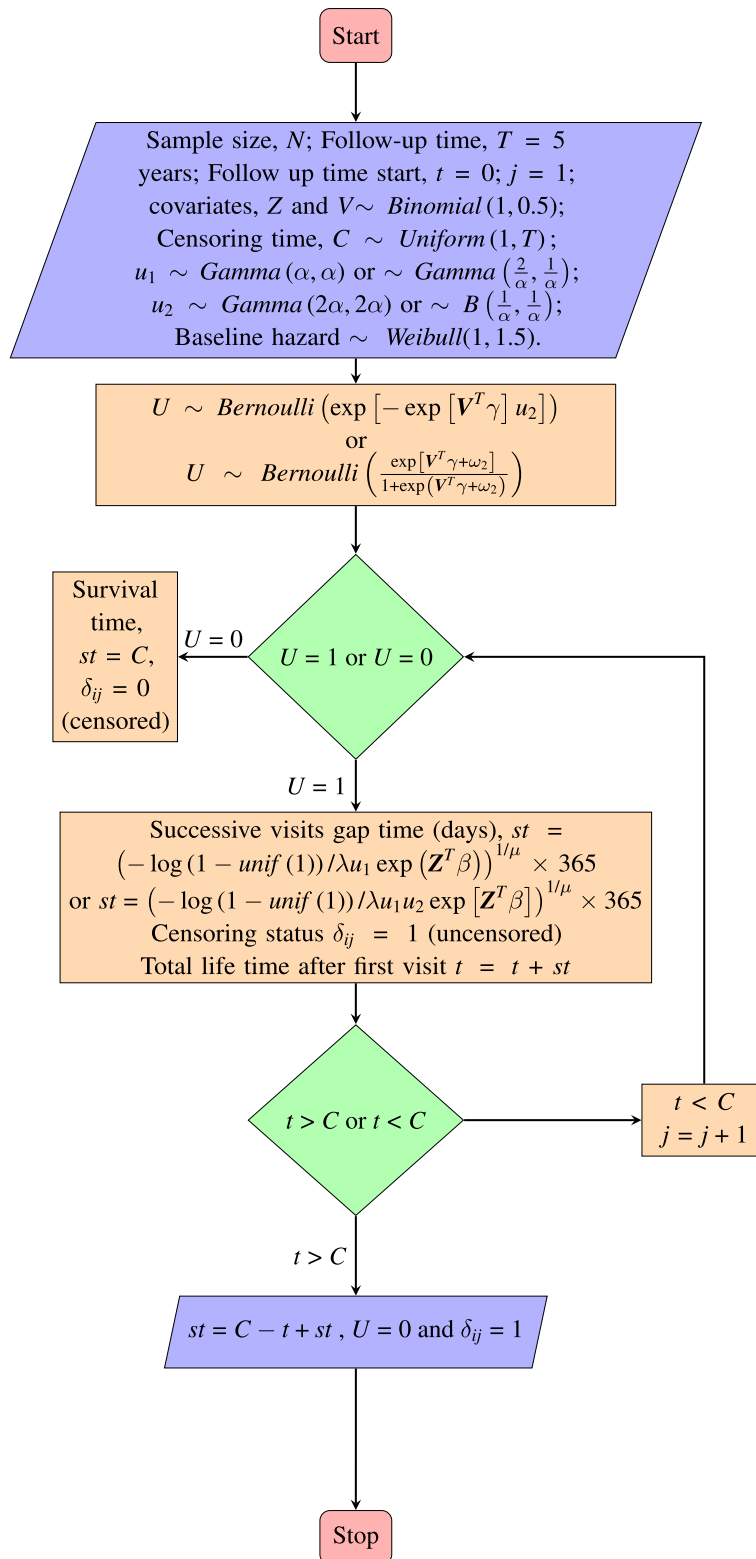 Start
Sample size, N; Follow-up time, T = 5
years; Follow up time start, t = 0; j = 1;
covariates, Z and V∼ Binomial (1, 0.5);
Censoring time, C ∼ Uniform (1, T) ;
u₁ ∼ Gamma (α, α) or ∼ Gamma (2/α, 1/α);
u₂ ∼ Gamma (2α, 2α) or ∼ B (1/α, 1/α);
Baseline hazard ∼ Weibull(1, 1.5).
U ∼ Bernoulli (exp [− exp [Vᵀγ] u₂])
or
U ∼ Bernoulli (exp[Vᵀγ+ω₂] / 1+exp(Vᵀγ+ω₂))
Survival
time,
st = C,
δᵢⱼ = 0
(censored)
U = 0
U = 1 or U = 0
U = 1
Successive visits gap time (days), st =
(− log (1 − unif (1)) /λu₁ exp (Zᵀβ))^1/μ × 365
or st = (− log (1 − unif (1)) /λu₁u₂ exp [Zᵀβ])^1/μ × 365
Censoring status δᵢⱼ = 1 (uncensored)
Total life time after first visit t = t + st
t > C or t < C
t < C
j = j + 1
t > C
st = C − t + st , U = 0 and δᵢⱼ = 1
Stop